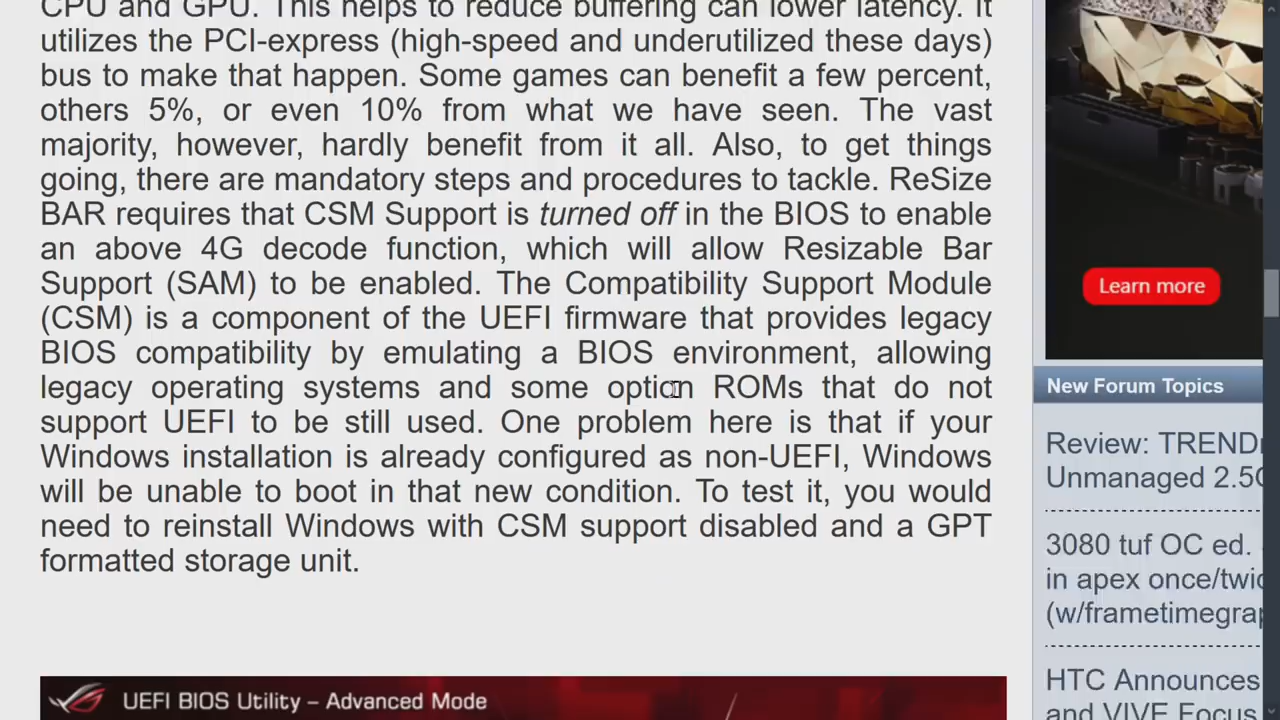 CPU and GPU. This helps to reduce buffering can lower latency. It
utilizes the PCI-express (high-speed and underutilized these days)
bus to make that happen. Some games can benefit a few percent,
others 5%, or even 10% from what we have seen. The vast
majority, however, hardly benefit from it all. Also, to get things
going, there are mandatory steps and procedures to tackle. ReSize
BAR requires that CSM Support is turned off in the BIOS to enable
an above 4G decode function, which will allow Resizable Bar
Support (SAM) to be enabled. The Compatibility Support Module
(CSM) is a component of the UEFI firmware that provides legacy
BIOS compatibility by emulating a BIOS environment, allowing
legacy operating systems and some option ROMs that do not
support UEFI to be still used. One problem here is that if your
Windows installation is already configured as non-UEFI, Windows
will be unable to boot in that new condition. To test it, you would
need to reinstall Windows with CSM support disabled and a GPT
formatted storage unit.
UEFI BIOS Utility – Advanced Mode
Learn more
New Forum Topics
Review:
Unmanaged
3080 tuf OC ed.
in apex
HTC Announces
and VIVE Focus